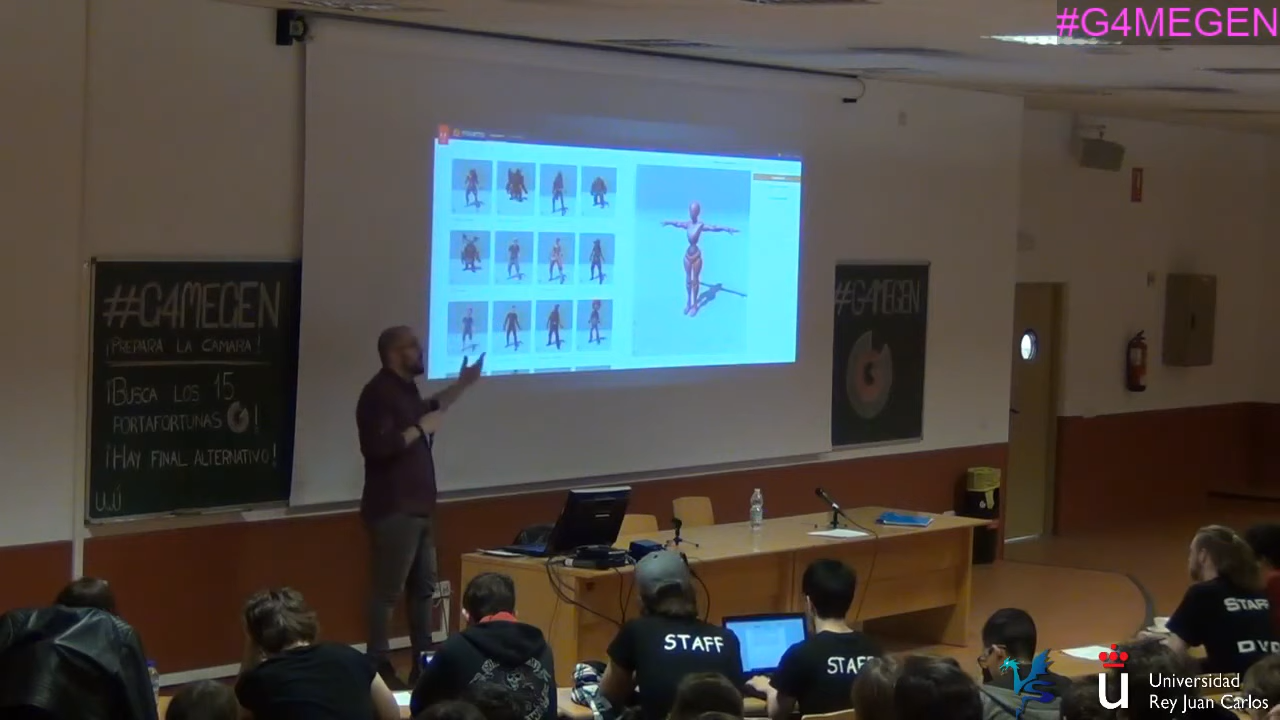 #G4MEGEN
#G4MEGEN
¡PREPARA LA CAMARA!
¡BUSCA LOS 15
PORTAFORTUNAS G!
¡HAY FINAL ALTERNATIVO!
U.Ú
#G4MEGEN
STAFF
STAFF
STAFF
Universidad
Rey Juan Carlos